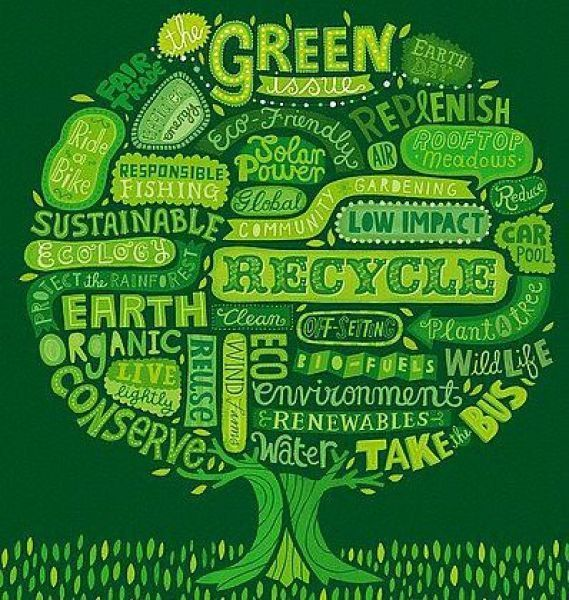 the
GREEN
issue
EARTH
DAY
FAIR
TRADE
energy
Eco-Friendly
REPLENISH
Ride
a
Bike
Solar
Power
AIR
ROOFTOP
meadows
RESPONSIBLE
FISHING
Global
COMMUNITY GARDENING
Reduce
SUSTAINABLE
LOW IMPACT
CAR
POOL
ECOLOGY
PROTECT the RAINFOREST
RECYCLE
EARTH
Clean
OFF-SETTING
Plant A tree
ORGANIC
REUSE
WIND
ECO
BIO-FUELS
WildLife
LIVE
lightly
environment
CONSERVE
RENEWABLES
Water
TAKE the BUS